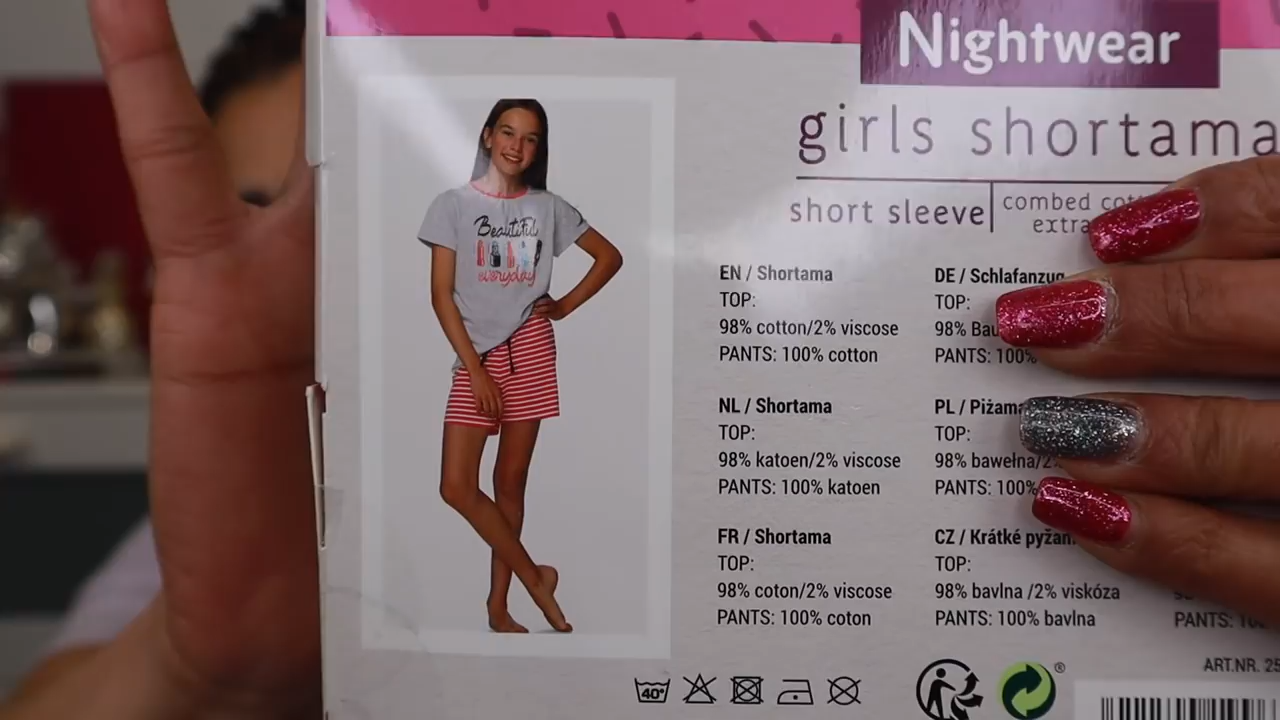 Nightwear
girls shortama
short sleeve
combed
extra
Beautiful
everyday
EN / Shortama
TOP:
98% cotton/2% viscose
PANTS: 100% cotton
DE / Schlafanzug
TOP:
98%
PANTS: 100%
NL / Shortama
TOP:
98% katoen/2% viscose
PANTS: 100% katoen
PL / Piżama
TOP:
98% bawełna/2%
PANTS: 100%
FR / Shortama
TOP:
98% coton/2% viscose
PANTS: 100% coton
CZ / Krátké
TOP:
98% bavlna /2% viskóza
PANTS: 100% bavlna
PANTS:
40°
®
ART.NR.